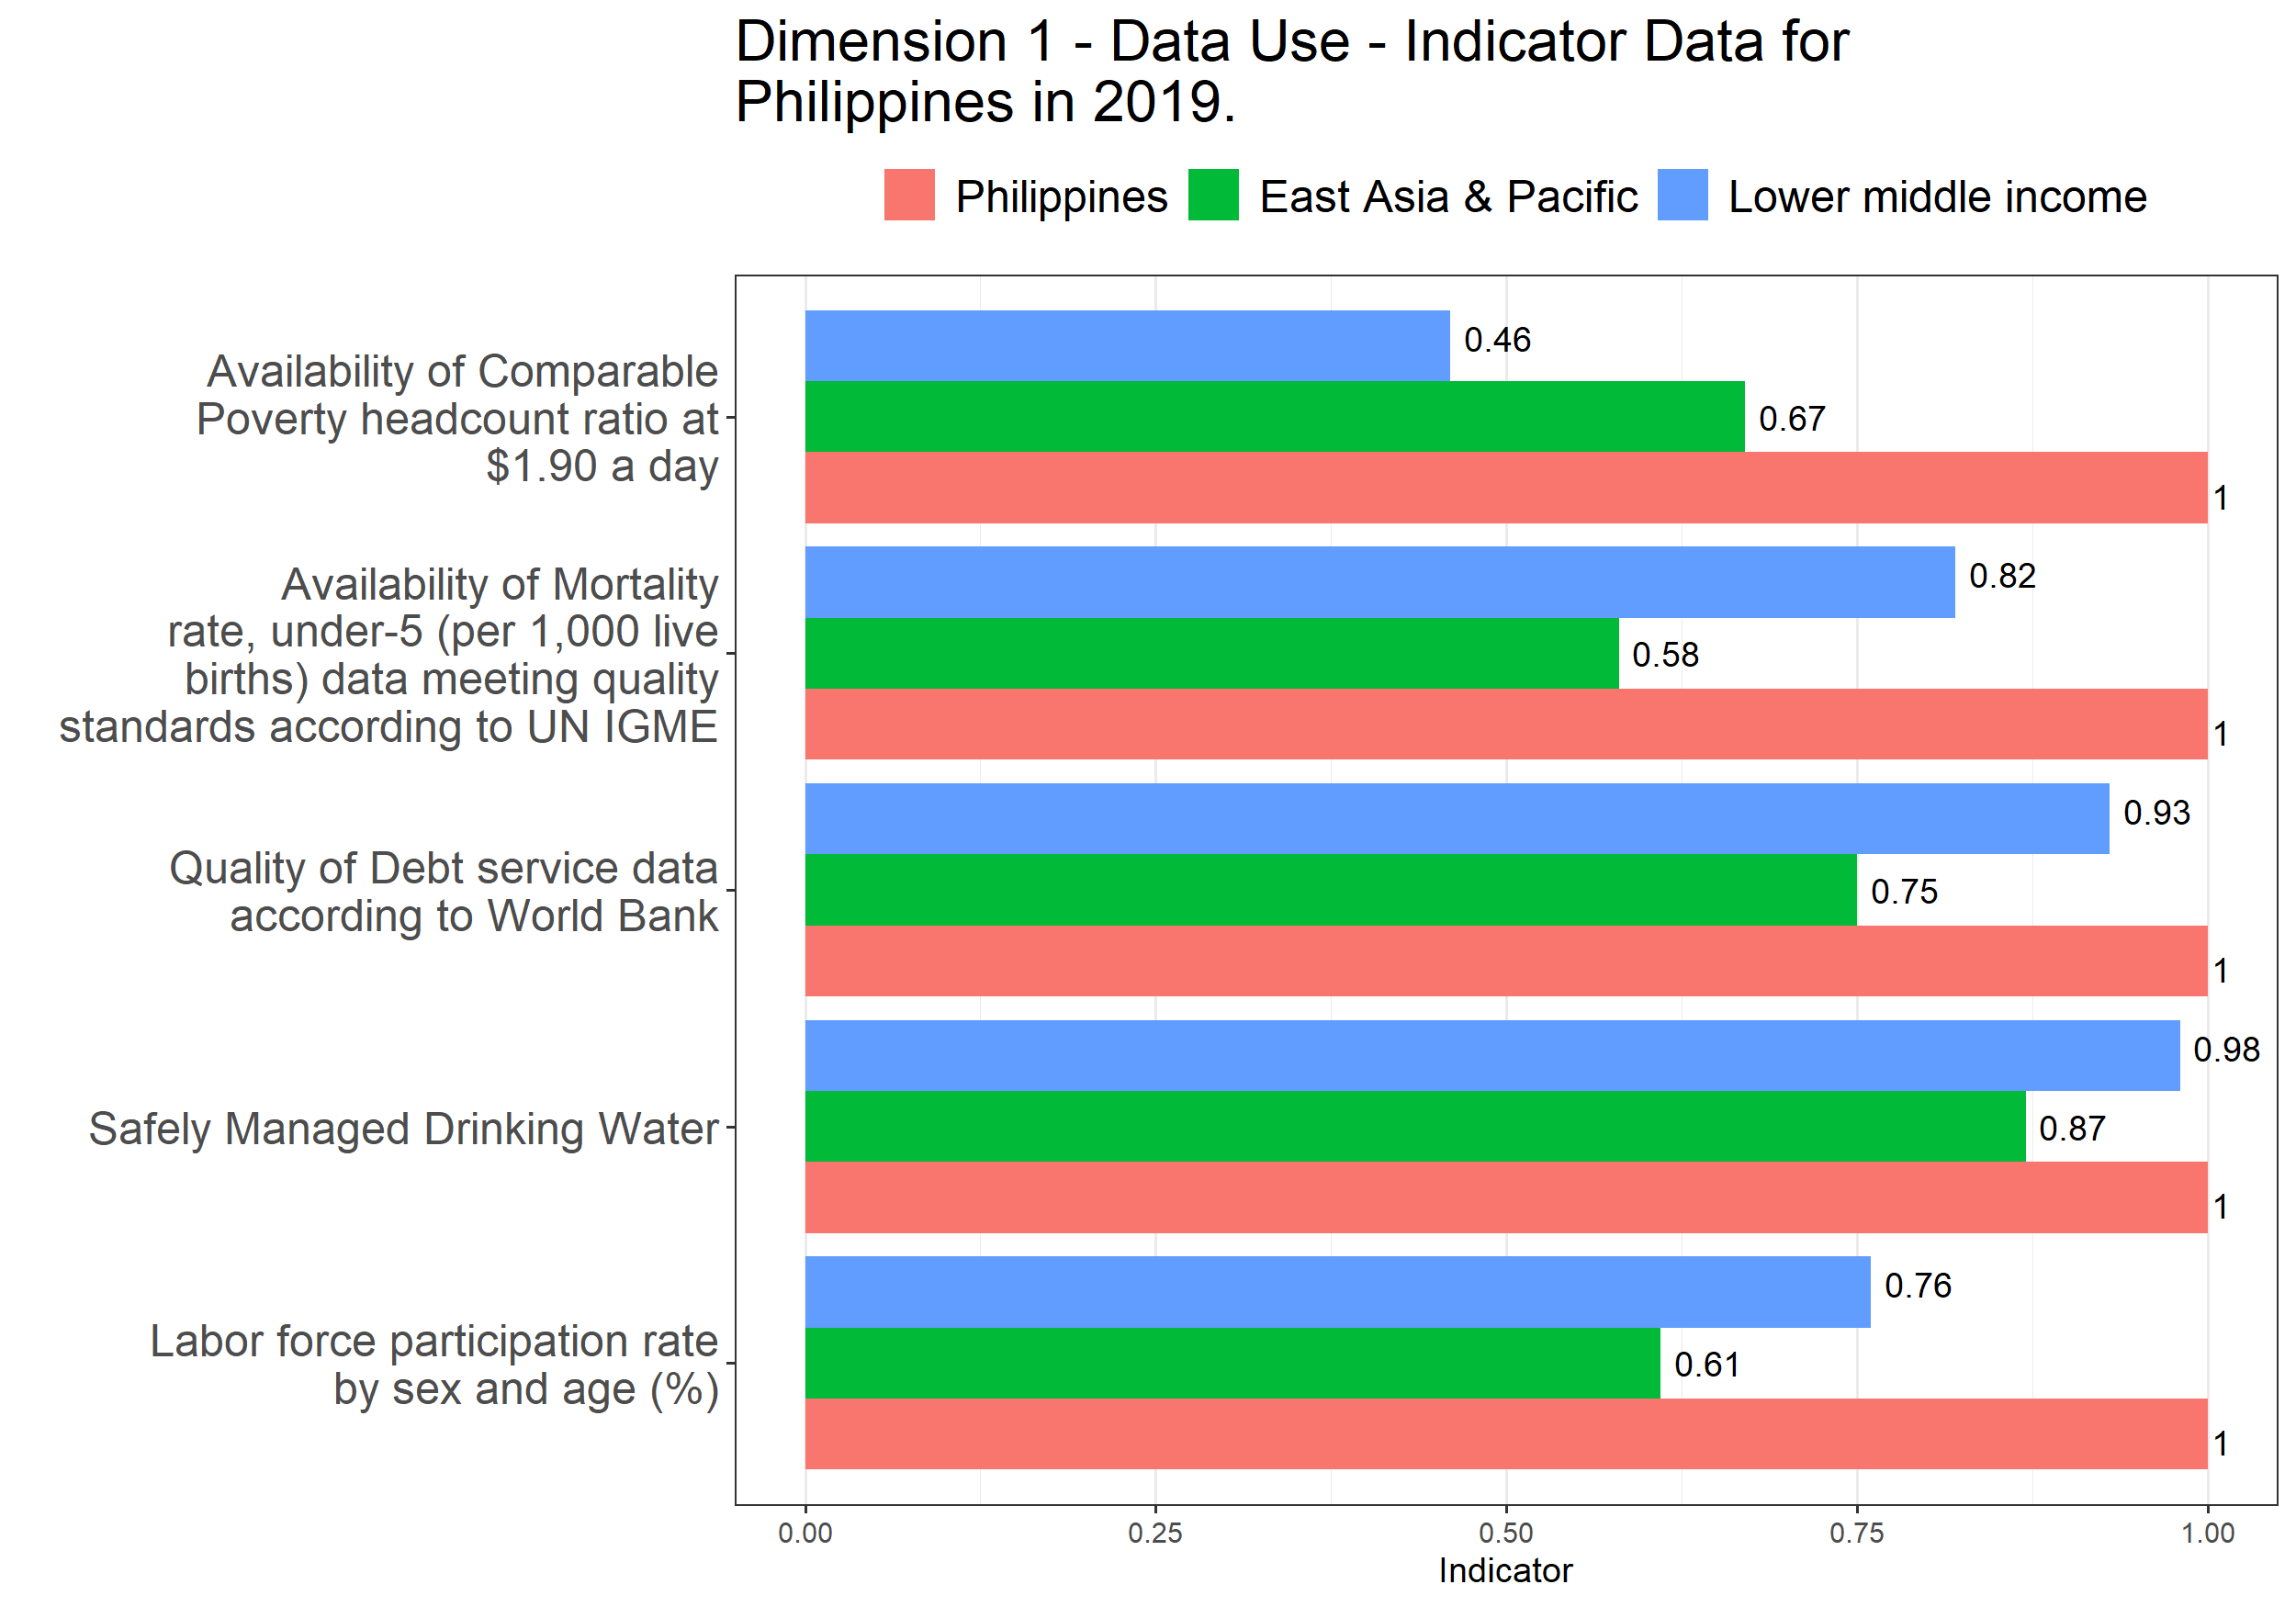 Dimension 1 - Data Use - Indicator Data for
Philippines in 2019.
Philippines
East Asia & Pacific
Lower middle income
Availability of Comparable
Poverty headcount ratio at
$1.90 a day
0.46
0.67
1
Availability of Mortality
rate, under-5 (per 1,000 live
births) data meeting quality
standards according to UN IGME
0.82
0.58
1
Quality of Debt service data
according to World Bank
0.93
0.75
1
Safely Managed Drinking Water
0.98
0.87
1
Labor force participation rate
by sex and age (%)
0.76
0.61
1
0.00
0.25
0.50
0.75
1.00
Indicator